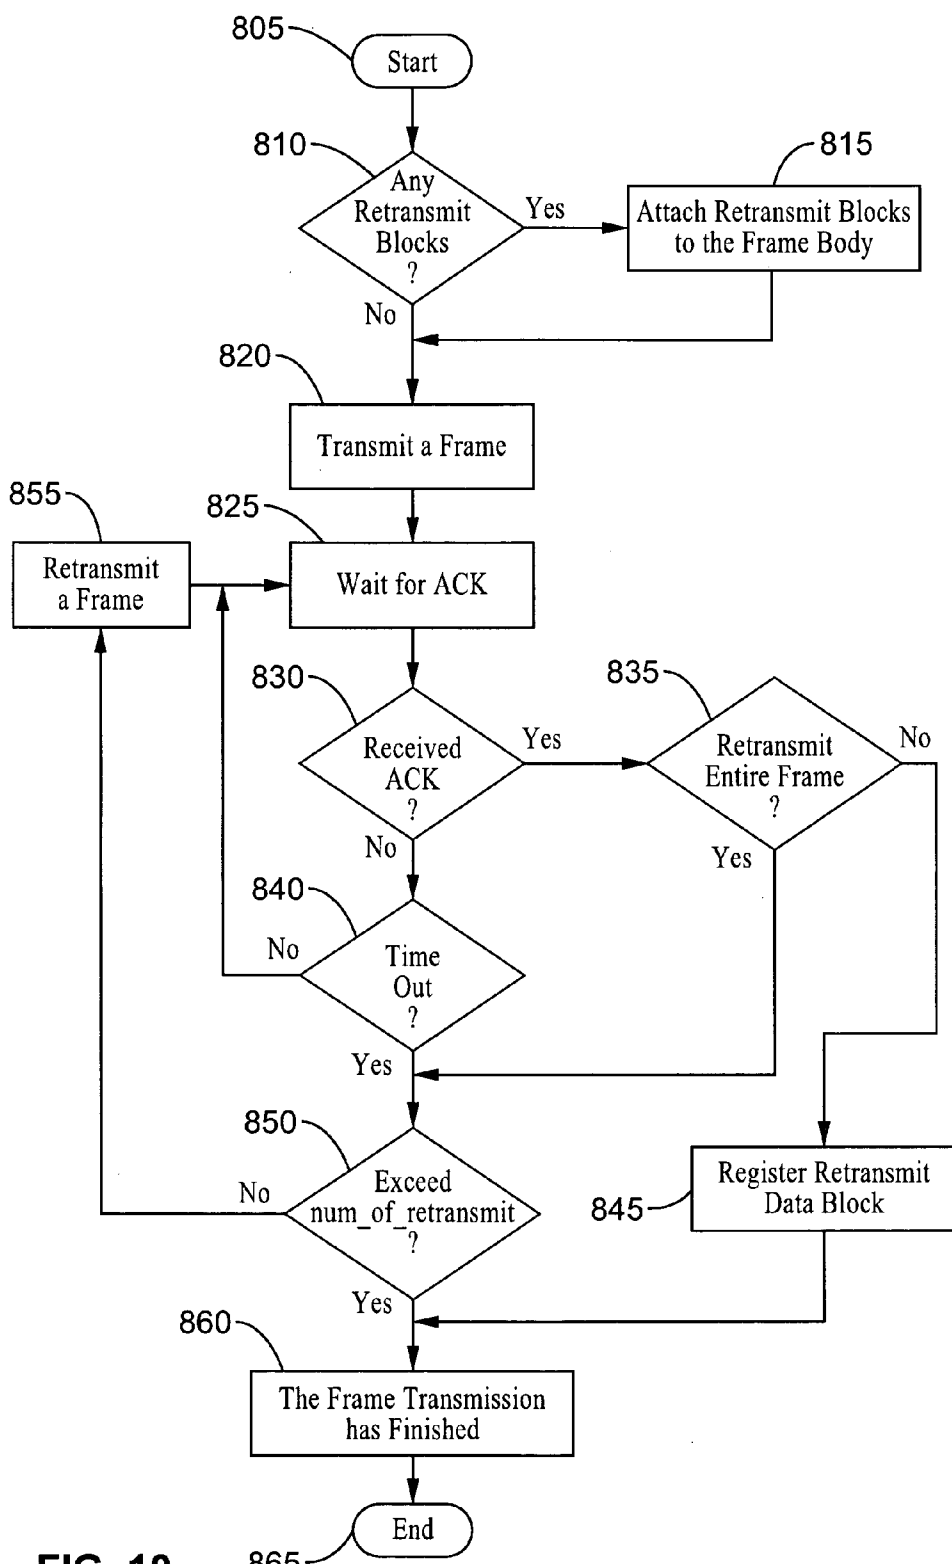 805
Start
810
Any
Retransmit
Blocks
?
Yes
No
815
Attach Retransmit Blocks
to the Frame Body
820
Transmit a Frame
855
Retransmit
a Frame
825
Wait for ACK
830
Received
ACK
?
Yes
No
835
Retransmit
Entire Frame
?
No
Yes
840
Time
Out
?
No
Yes
850
Exceed
num_of_retransmit
?
No
Yes
845
Register Retransmit
Data Block
860
The Frame Transmission
has Finished
End
865
FIG.